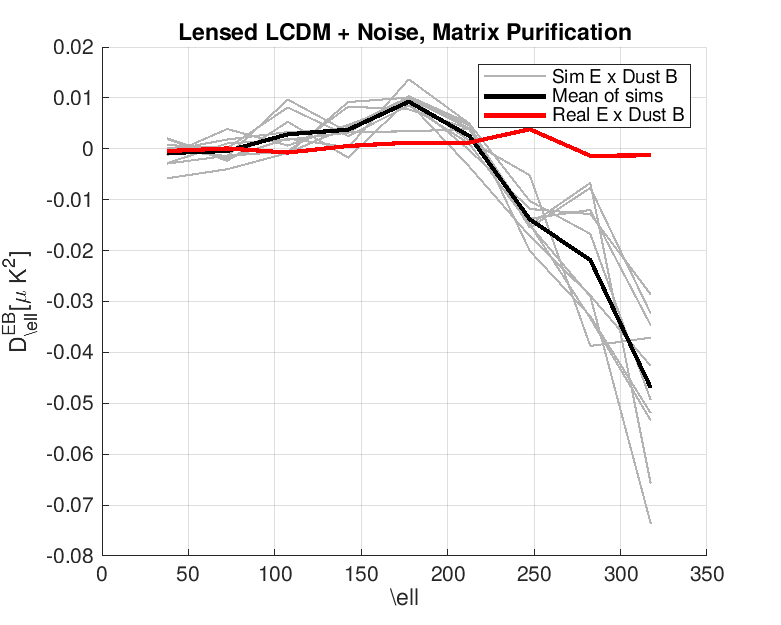 Lensed LCDM + Noise, Matrix Purification
Sim E x Dust B
Mean of sims
Real E x Dust B
0.02
0.01
0
-0.01
-0.02
-0.03
-0.04
-0.05
-0.06
-0.07
-0.08
D_{\ell}^{EB}[μ K^2]
0 50 100 150 200 250 300 350
\ell